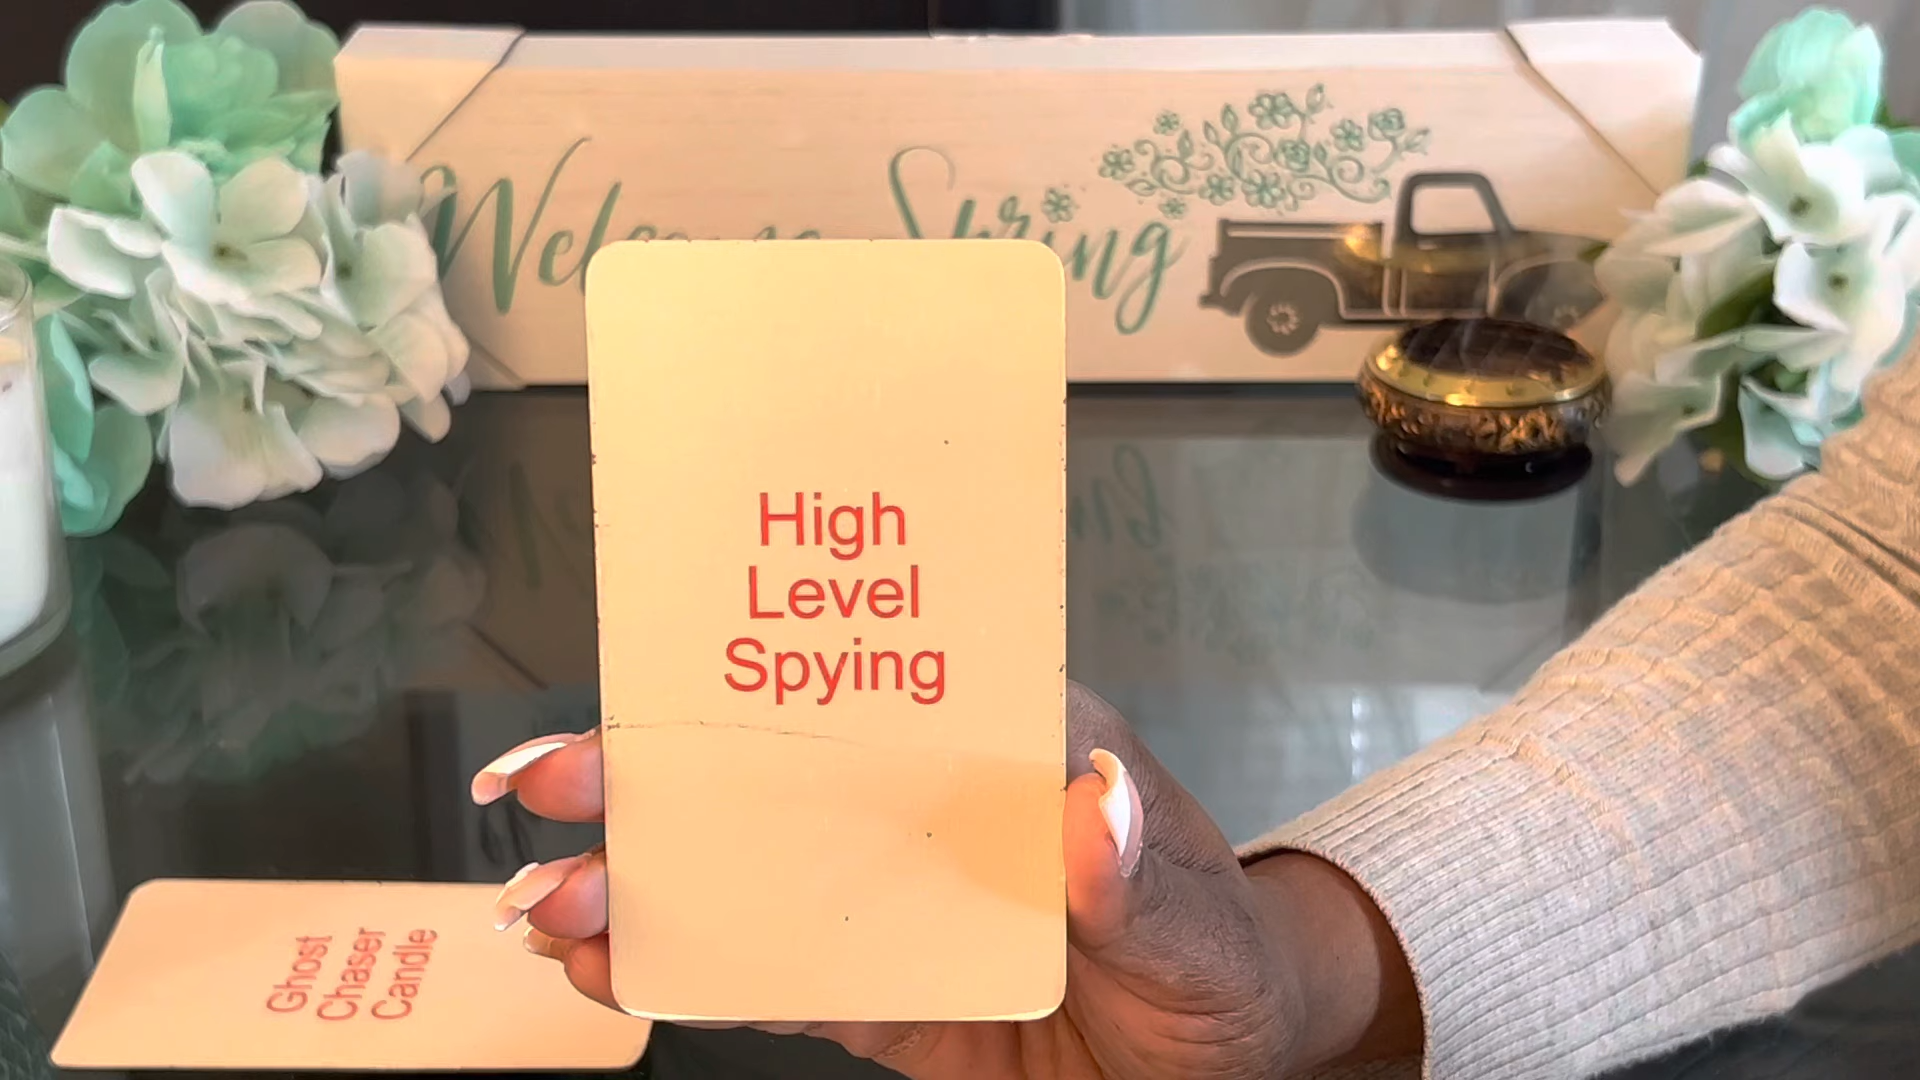 Welcome Spring
High
Level
Spying
Ghost
Chaser
Candle